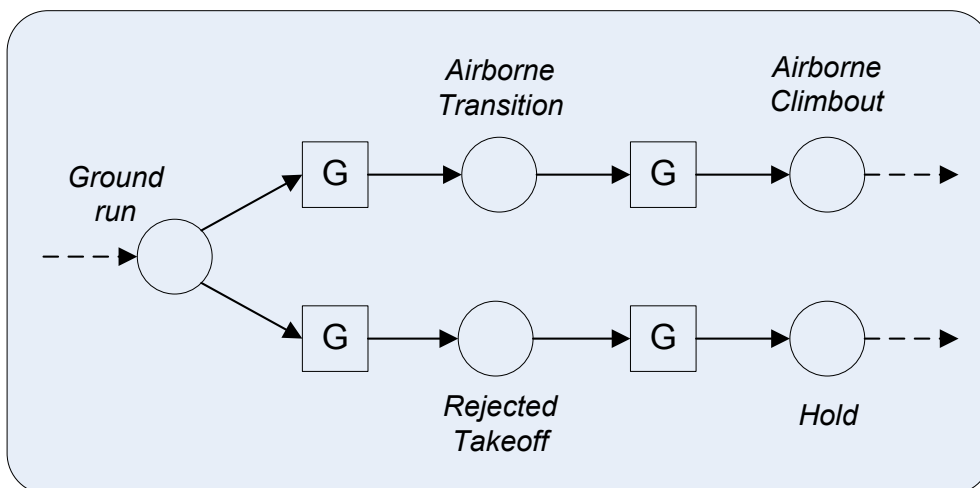 Airborne
Transition
Airborne
Climbout
Ground
run
G
G
G
G
Rejected
Takeoff
Hold